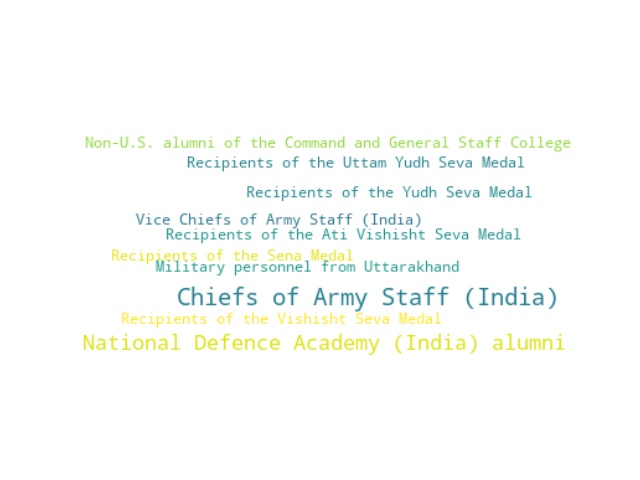 Non-U.S. alumni of the Command and General Staff College
Recipients of the Uttam Yudh Seva Medal
Recipients of the Yudh Seva Medal
Vice Chiefs of Army Staff (India)
Recipients of the Ati Vishisht Seva Medal
Recipients of the Sena Medal
Military personnel from Uttarakhand
Chiefs of Army Staff (India)
Recipients of the Vishisht Seva Medal
National Defence Academy (India) alumni